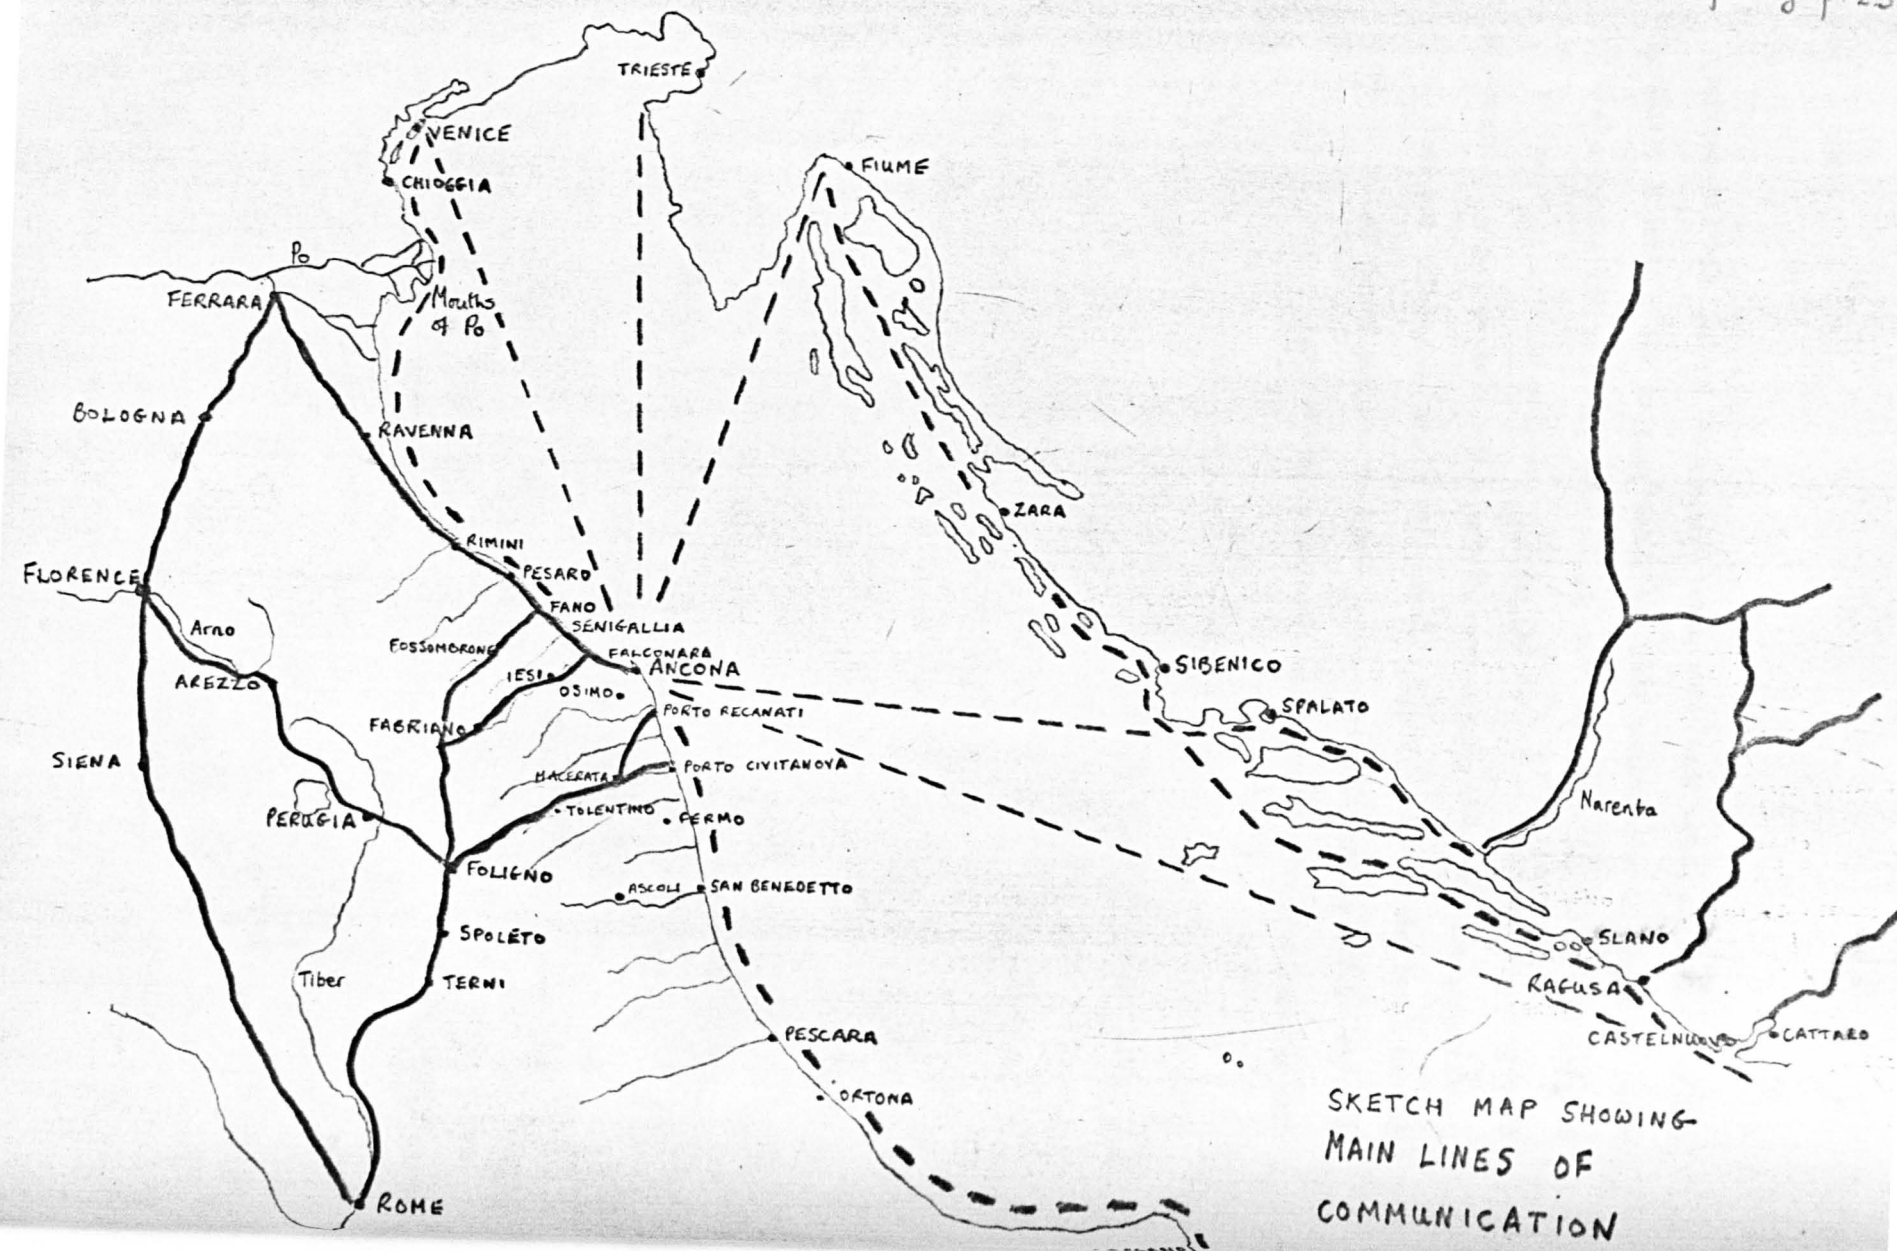 TRIESTE
VENICE
CHIOGGIA
FIUME
Po
FERRARA
Mouths
of Po
BOLOGNA
RAVENNA
ZARA
RIMINI
FLORENCE
PESARO
FANO
SENIGALLIA
Arno
FOSSOMBRONE
FALCONARA
ANCONA
SIBENICO
AREZZO
IESI
OSIMO
SPALATO
PORTO RECANATI
FABRIANO
SIENA
MACERATA
PORTO CIVITANOVA
Narenta
TOLENTINO
PERUGIA
FERMO
FOLIGNO
ASCOLI
SAN BENEDETTO
SPOLETO
SLANO
Tiber
TERNI
RAGUSA
PESCARA
CASTELNUOVO
CATTARO
ORTONA
SKETCH MAP SHOWING
MAIN LINES OF
COMMUNICATION
ROME